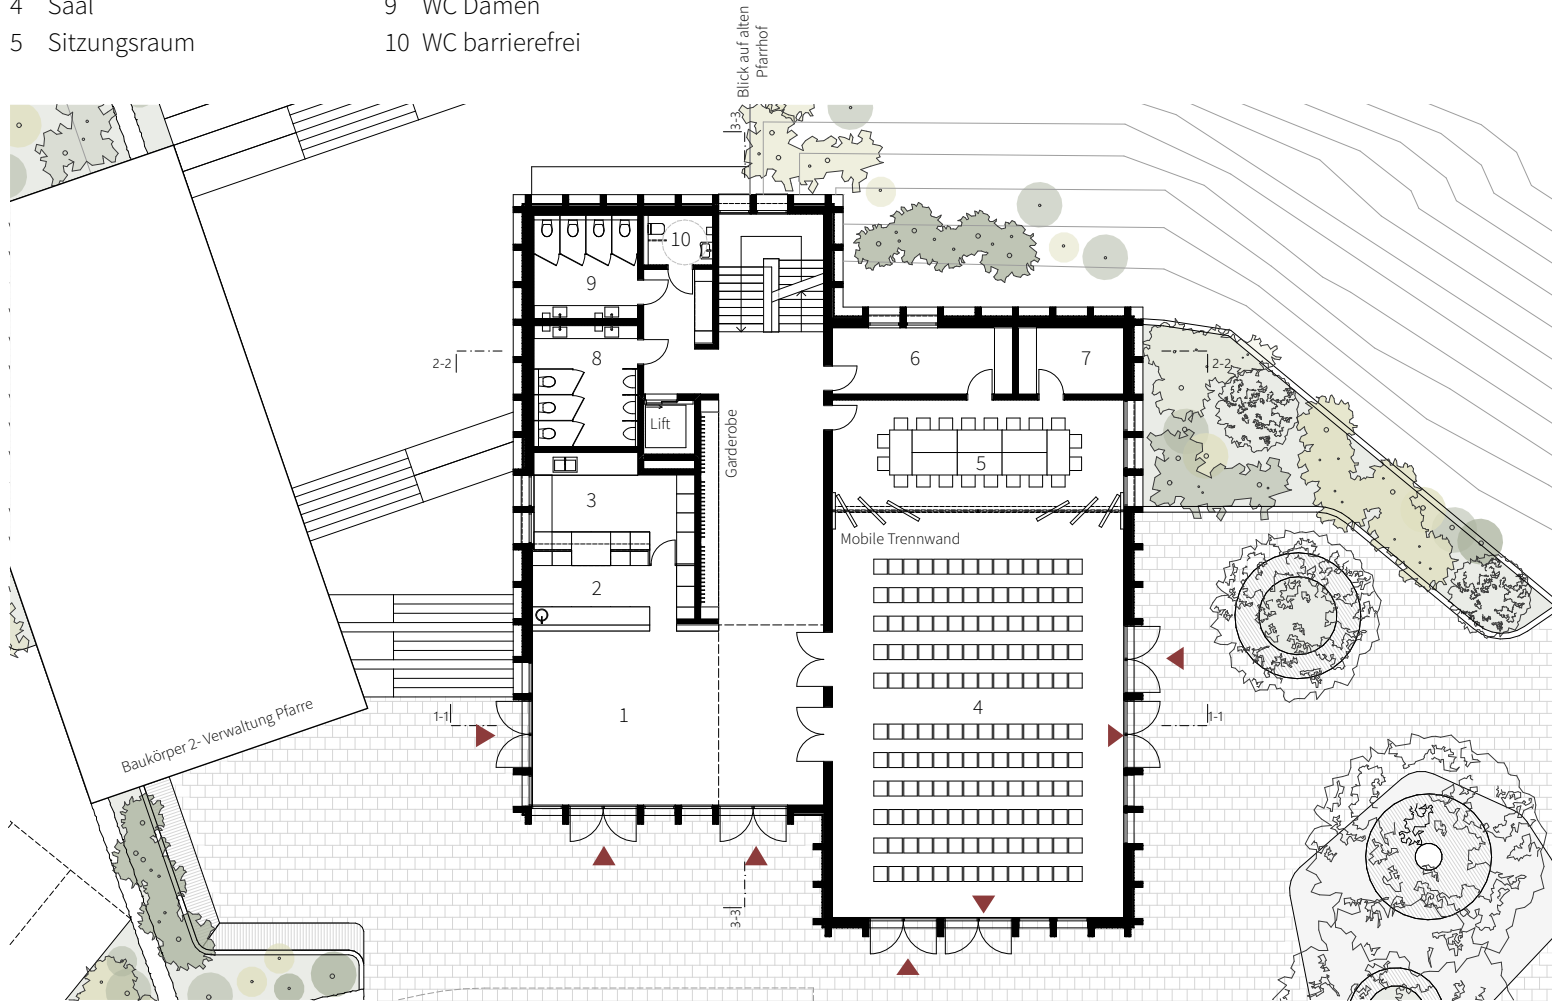 4 Saal
9 WC Damen
5 Sitzungsraum
10 WC barrierefrei
Blick auf alten
Pfarrhof
3-3
10
9
2-2
8
6
7
2-2
Lift
Garderobe
5
3
Mobile Trennwand
2
1
4
1-1
1-1
Baukörper 2- Verwaltung Pfarre
3-3